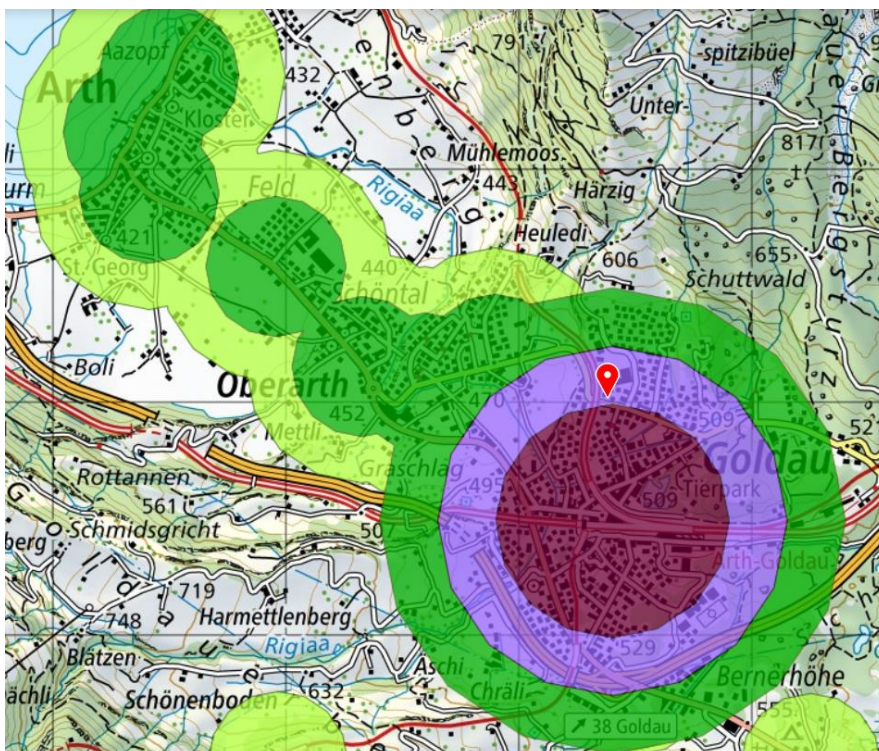 Aazopf
Arth
432
791
spitzibüel
Kloster
Unter-
817
Mühlemoos
Feld
443
Härzig
Rigiaa
421
Heuledi
606
655
St. Georg
440
Schuttwald
Schöntal
Boli
Oberarth
470
509
452
Mettli
Goldau
Graschlag
Rottannen
495
509
Tierpark
561
Schmidsgricht
Arth-Goldau
719
748
Harmettlenberg
Rigiaa
529
Blätzen
Aschi
Bernerhöhe
Schönenboden
632
Chräli
555
38 Goldau